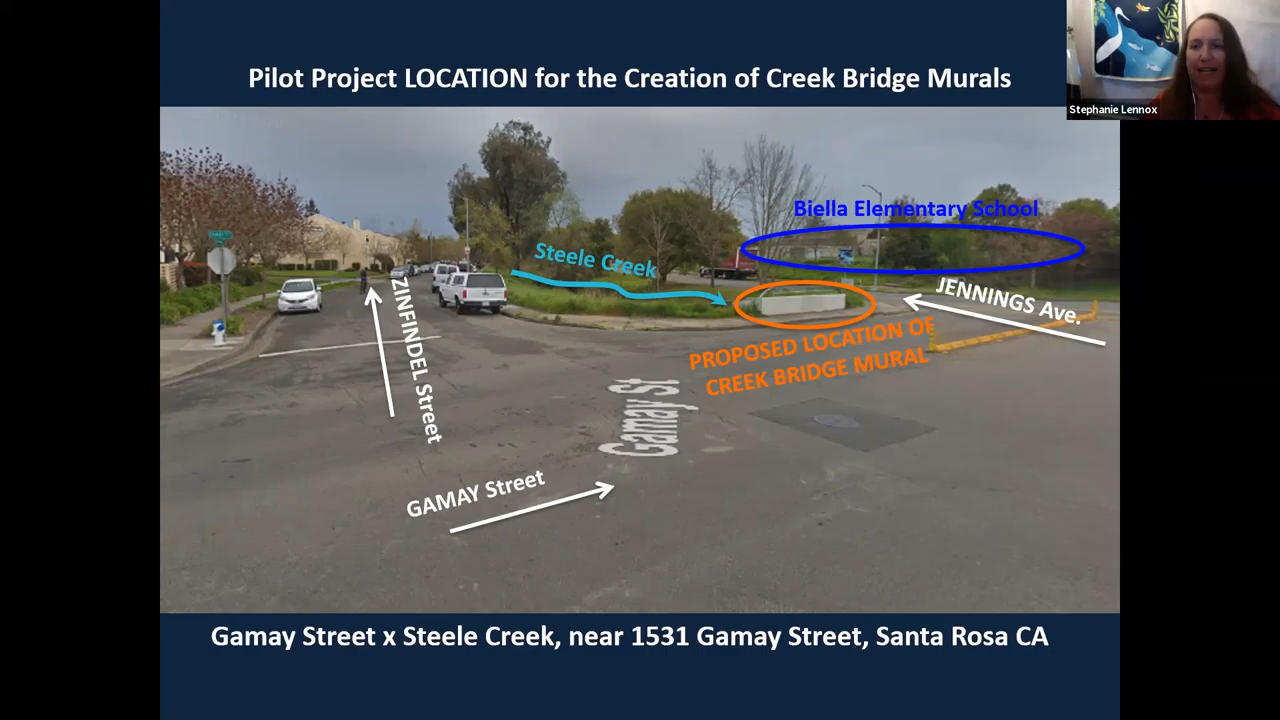 Pilot Project LOCATION for the Creation of Creek Bridge Murals
Stephanie Lennox
Biella Elementary School
Steele Creek
JENNINGS Ave.
ZINFINDEL Street
PROPOSED LOCATION OF
CREEK BRIDGE MURAL
Gamay St
GAMAY Street
Gamay Street x Steele Creek, near 1531 Gamay Street, Santa Rosa CA